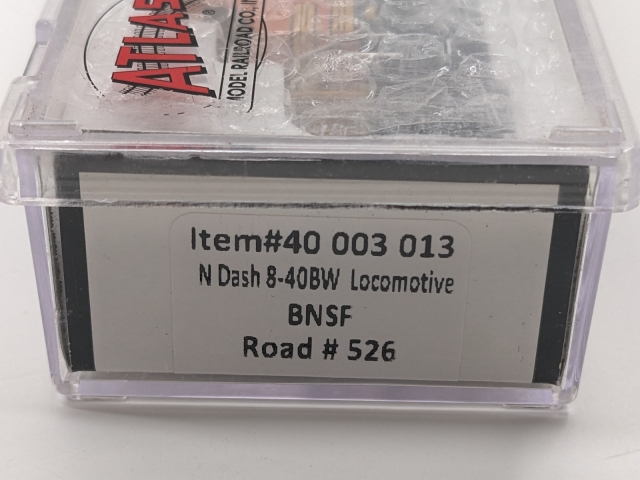 ATLAS
®
MODEL RAILROAD CO., IN
Item#40 003 013
N Dash 8-40BW Locomotive
BNSF
Road # 526